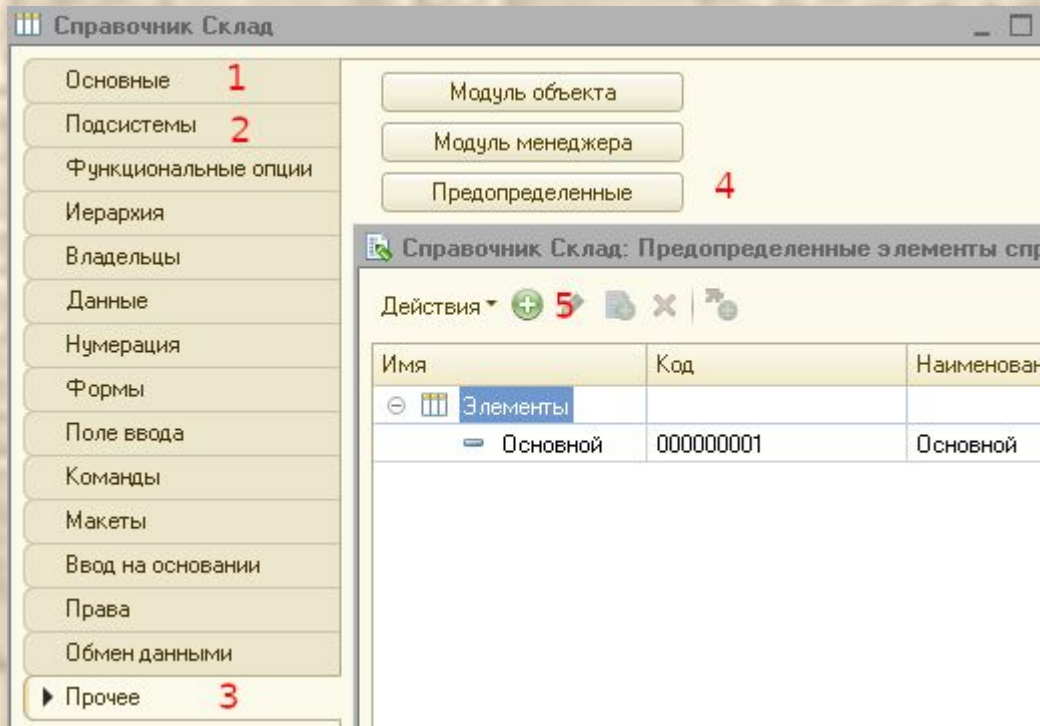 Справочник Склад
Основные 1
Подсистемы 2
Функциональные опции
Иерархия
Владельцы
Данные
Нумерация
Формы
Поле ввода
Команды
Макеты
Ввод на основании
Права
Обмен данными
Прочее 3
Модуль объекта
Модуль менеджера
Предопределенные 4
Справочник Склад: Предопределенные элементы спр
Действия 5
Имя Код Наименован
Элементы
Основной 000000001 Основной